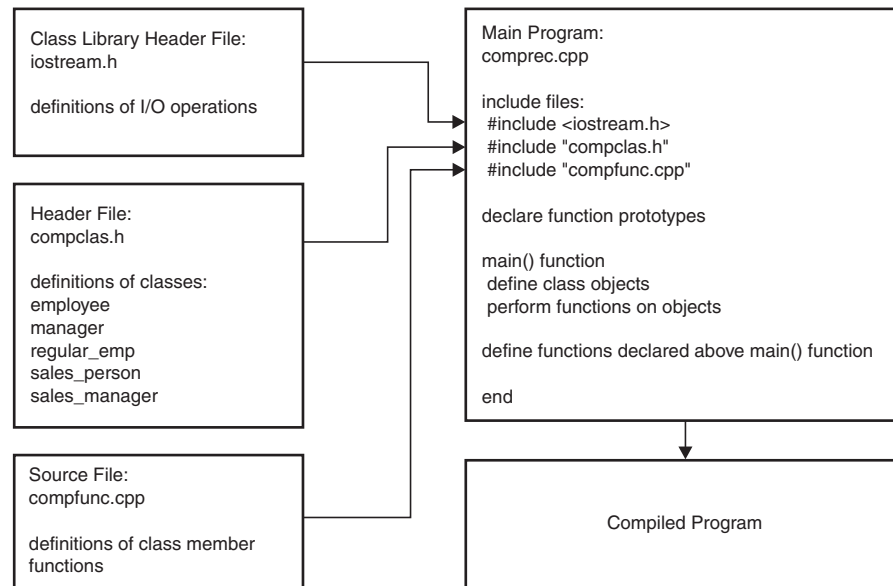 Class Library Header File:
iostream.h
definitions of I/O operations
Header File:
compclas.h
definitions of classes:
employee
manager
regular_emp
sales_person
sales_manager
Source File:
compfunc.cpp
definitions of class member
functions
Main Program:
comprec.cpp
include files:
#include <iostream.h>
#include "compclas.h"
#include "compfunc.cpp"
declare function prototypes
main() function
define class objects
perform functions on objects
define functions declared above main() function
end
Compiled Program